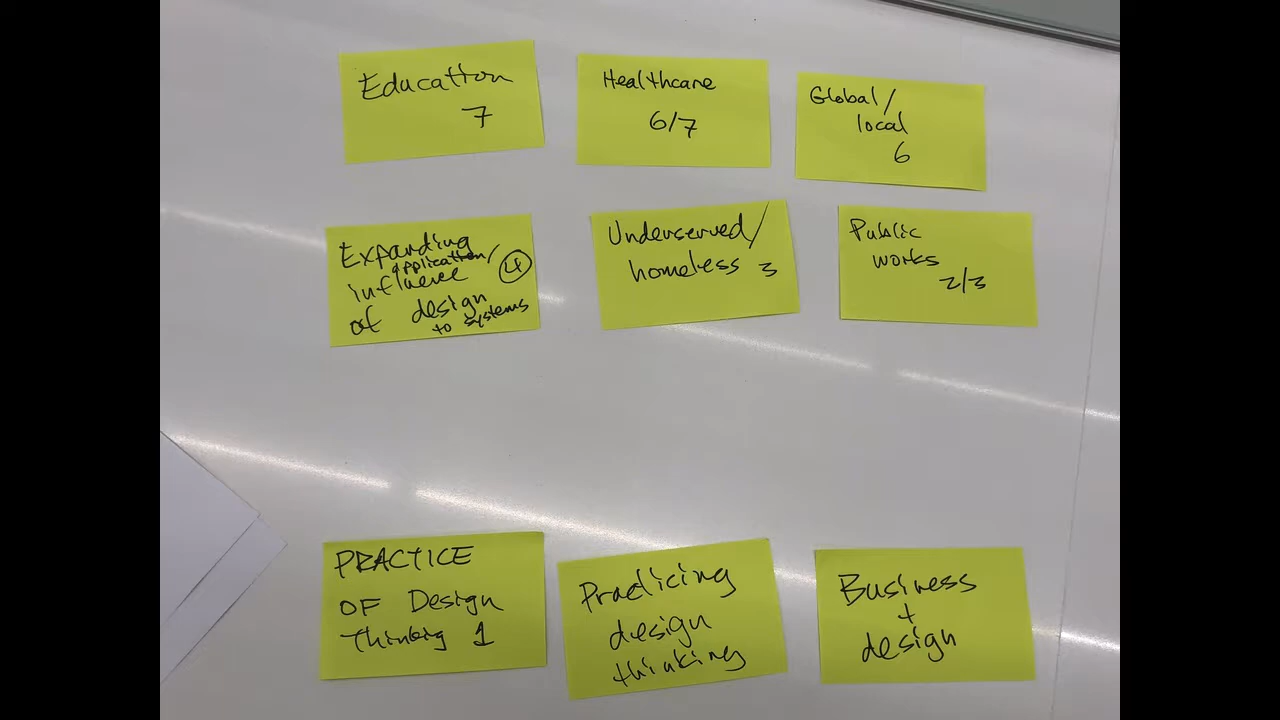 Education
7
Healthcare
6/7
Global/
local
6
Expanding
application/
influence
of design
to systems
4
Underserved/
homeless 3
Public
works
2/3
PRACTICE
OF Design
Thinking 1
Practicing
design
thinking
Business
+
design